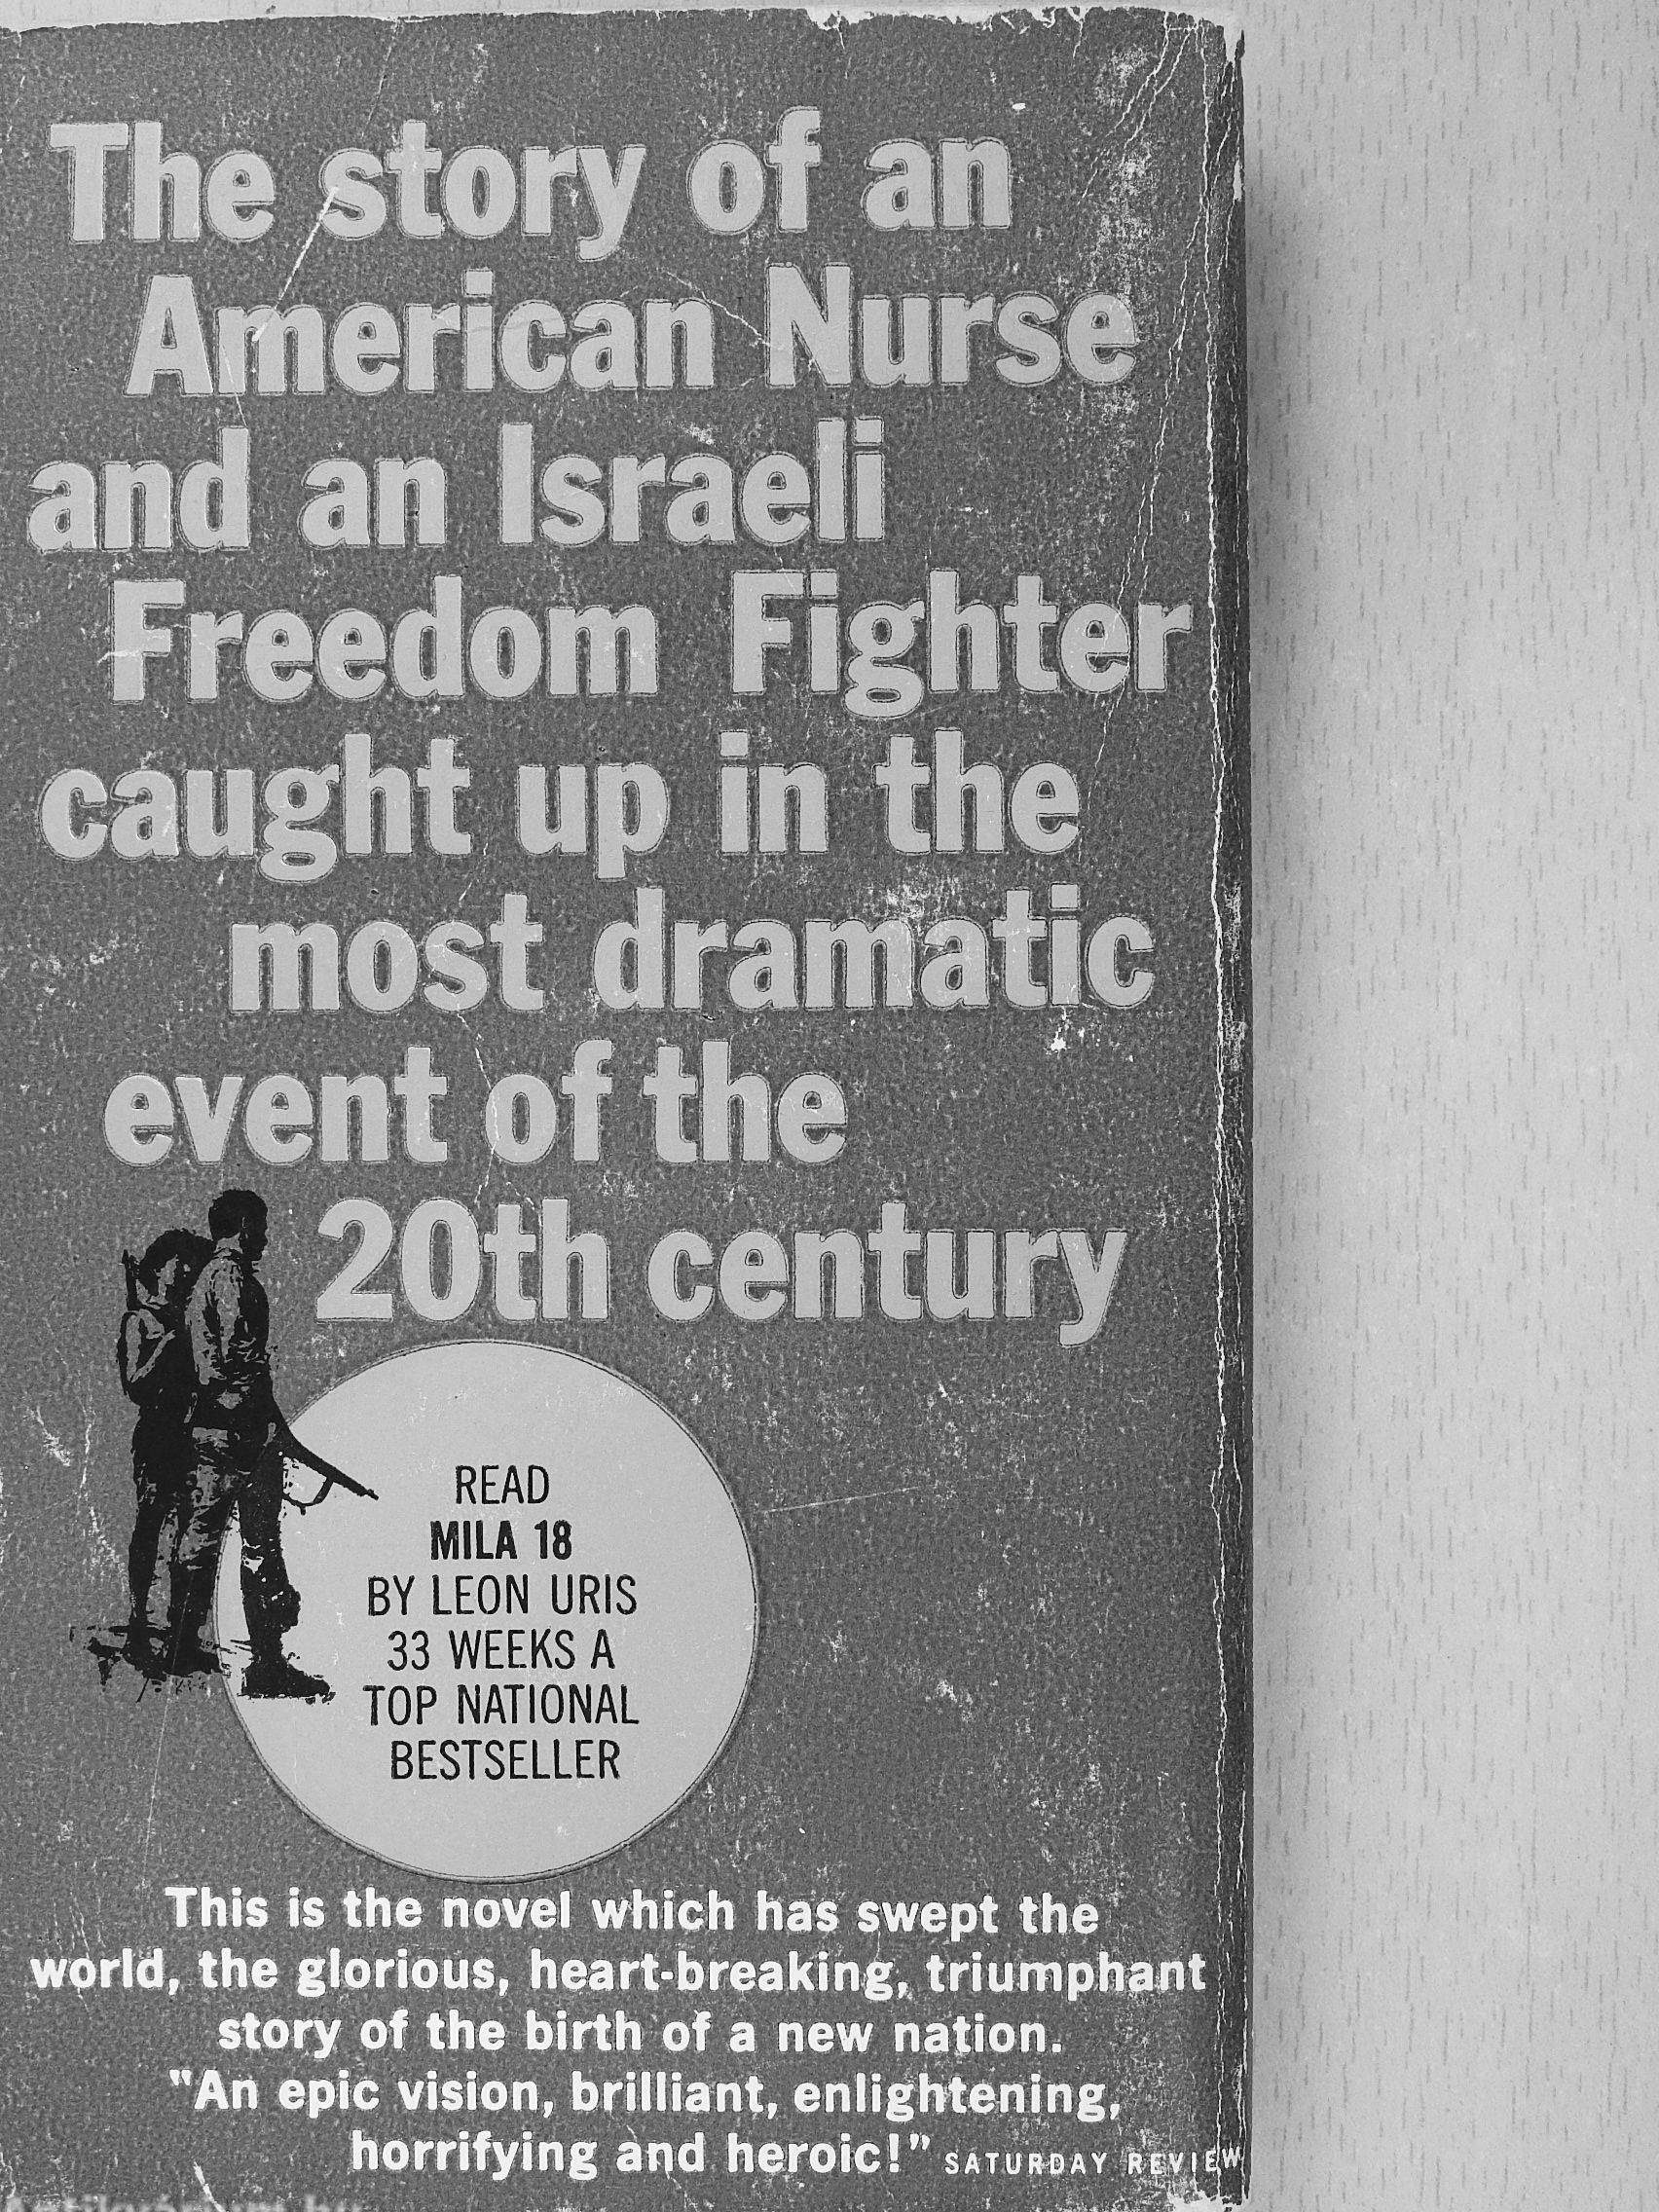 The story of an
American Nurse
and an Israeli
Freedom Fighter
caught up in the
most dramatic
event of the
20th century
READ
MILA 18
BY LEON URIS
33 WEEKS A
TOP NATIONAL
BESTSELLER
This is the novel which has swept the
world, the glorious, heart-breaking, triumphant
story of the birth of a new nation.
"An epic vision, brilliant, enlightening,
horrifying and heroic!" SATURDAY REVIEW